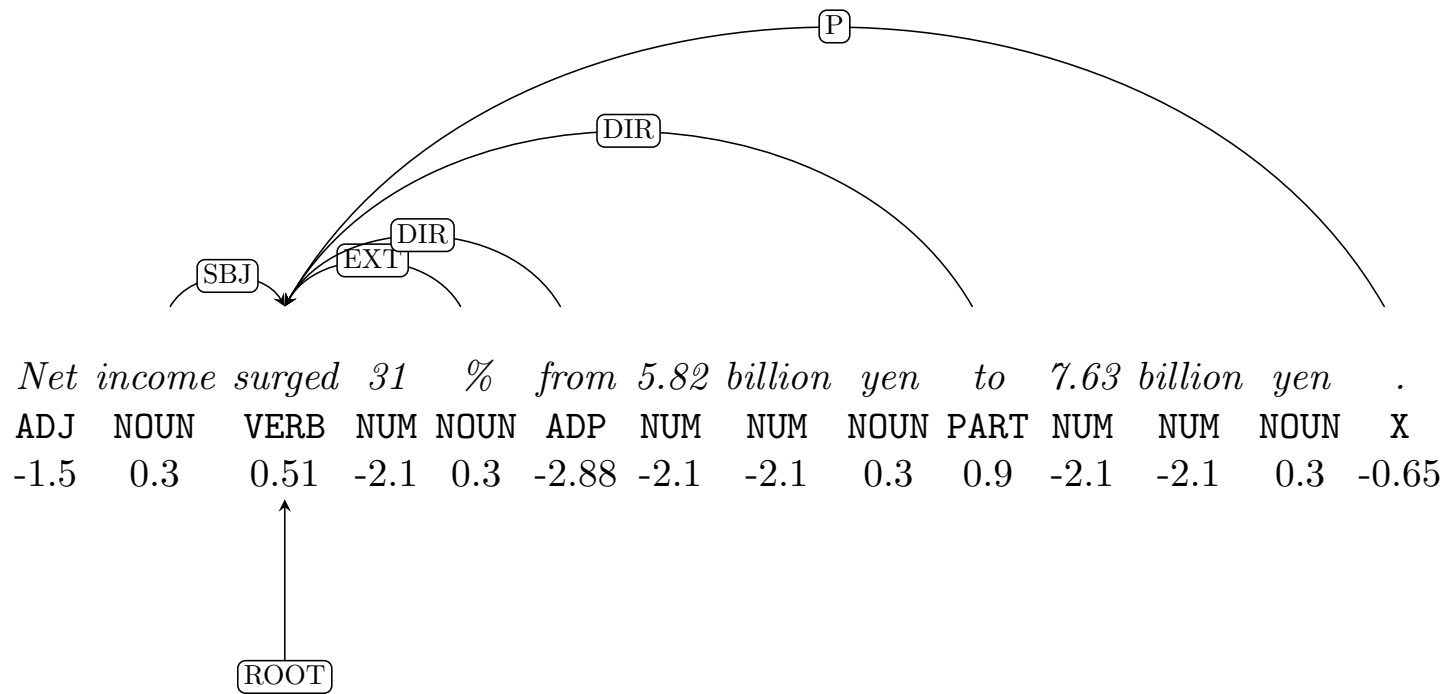 P
DIR
DIR
EXT
SBJ
Net income surged 31 % from 5.82 billion yen to 7.63 billion yen .
ADJ NOUN VERB NUM NOUN ADP NUM NUM NOUN PART NUM NUM NOUN X
-1.5 0.3 0.51 -2.1 0.3 -2.88 -2.1 -2.1 0.3 0.9 -2.1 -2.1 0.3 -0.65
ROOT